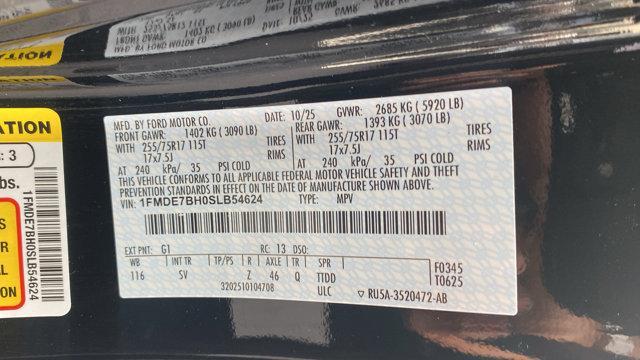 ATION
: 3
bs.
1FMDE7BH0SLB54624
MFD. BY FORD MOTOR CO. DATE: 10/25 GVWR: 2685 KG (5920 LB)
FRONT GAWR: 1402 KG (3090 LB) REAR GAWR: 1393 KG (3070 LB)
WITH 255/75R17 115T TIRES WITH 255/75R17 115T TIRES
17x7.5J RIMS 17x7.5J RIMS
AT 240 kPa/ 35 PSI COLD AT 240 kPa/ 35 PSI COLD
THIS VEHICLE CONFORMS TO ALL APPLICABLE FEDERAL MOTOR VEHICLE SAFETY AND THEFT
PREVENTION STANDARDS IN EFFECT ON THE DATE OF MANUFACTURE SHOWN ABOVE.
VIN: 1FMDE7BH0SLB54624 TYPE: MPV
EXT PNT: G1 RC: 13 DSO:
WB INT TR TP/PS R AXLE TR SPR F0345
116 SV Z 46 Q TTDD T0625
3202510104708 ULC ▽ RU5A-3520472-AB